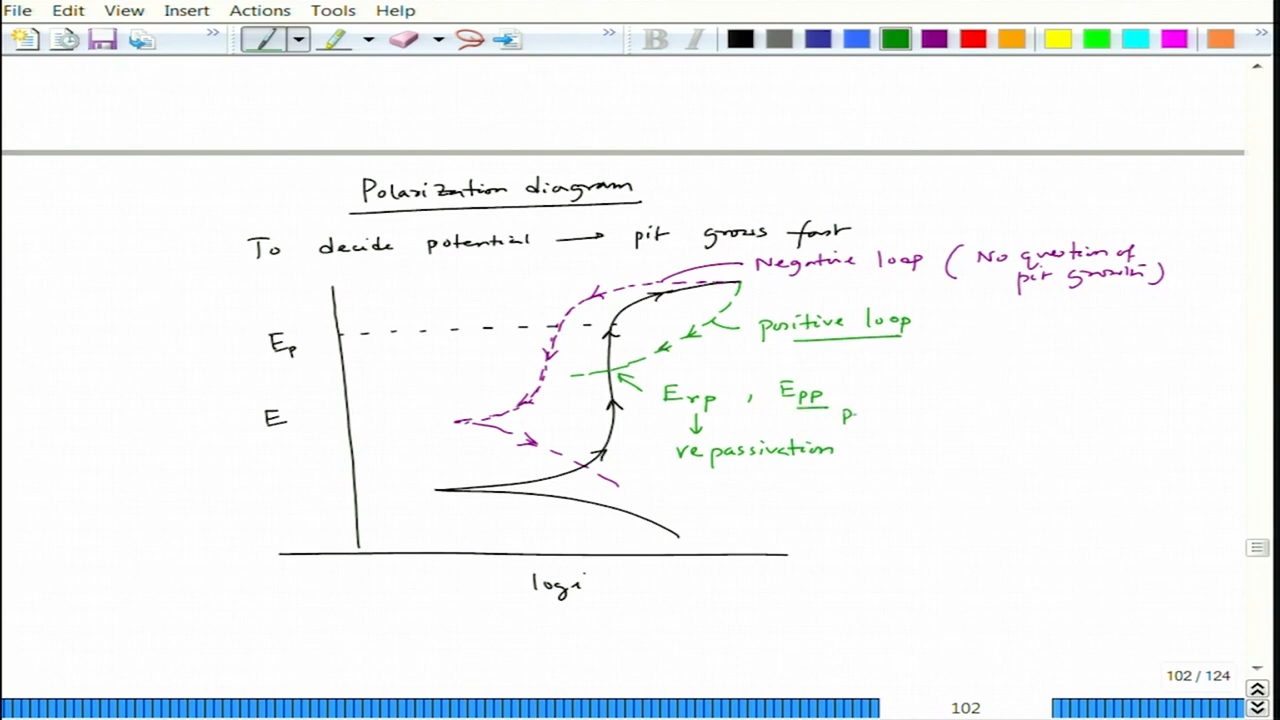 File Edit View Insert Actions Tools Help
B I
Polarization diagram
To decide potential → pit grows fast
Negative loop ( No question of
pit growth )
positive loop
Ep
Erp , Epp
p
E
repassivation
log i
102 / 124
102